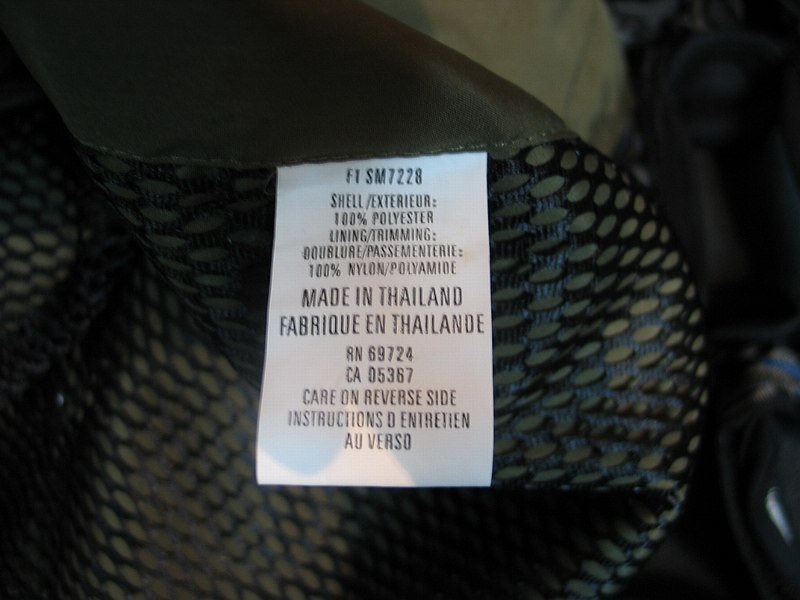 F1 SM7228
SHELL/EXTERIEUR:
100% POLYESTER
LINING/TRIMMING:
DOUBLURE/PASSEMENTERIE:
100% NYLON/POLYAMIDE
MADE IN THAILAND
FABRIQUE EN THAILANDE
RN 69724
CA 05367
CARE ON REVERSE SIDE
INSTRUCTIONS D ENTRETIEN
AU VERSO